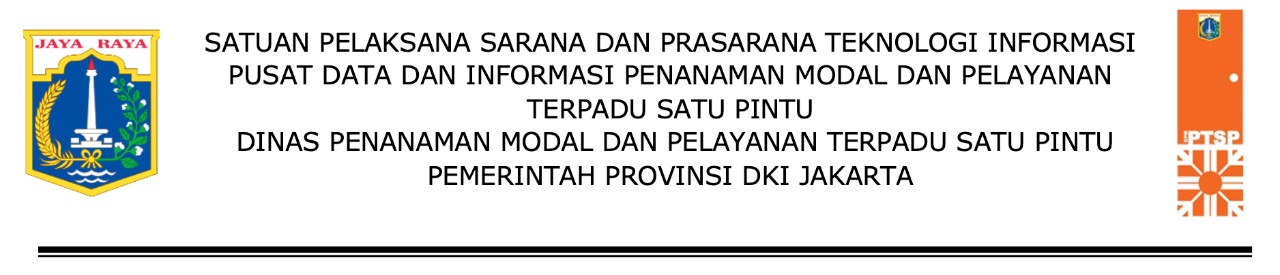 JAYA RAYA
SATUAN PELAKSANA SARANA DAN PRASARANA TEKNOLOGI INFORMASI
PUSAT DATA DAN INFORMASI PENANAMAN MODAL DAN PELAYANAN
TERPADU SATU PINTU
DINAS PENANAMAN MODAL DAN PELAYANAN TERPADU SATU PINTU
PEMERINTAH PROVINSI DKI JAKARTA
PTSP